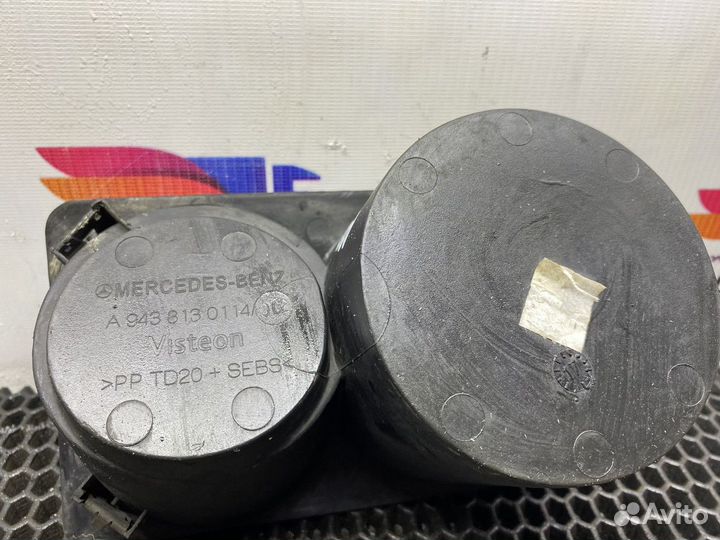 MERCEDES-BENZ
A 943 813 0114/
Visteon
>PP TD20 + SEBS
Avito